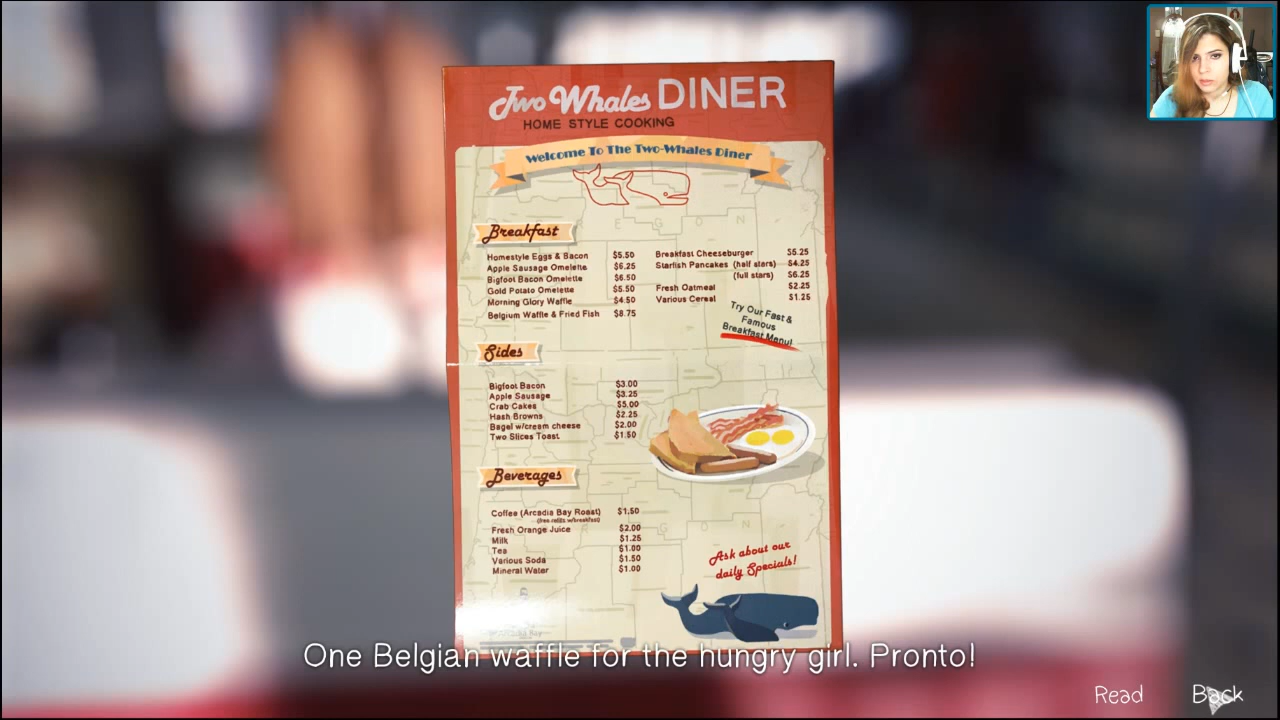 Two Whales DINER
HOME STYLE COOKING
Welcome To The Two-Whales Diner
Breakfast
Homestyle Eggs & Bacon $5.50
Apple Sausage Omelette $6.25
Bigfoot Bacon Omelette $6.50
Gold Potato Omelette $5.50
Morning Glory Waffle $4.50
Belgium Waffle & Fried Fish $8.75
Breakfast Cheeseburger $5.25
Starfish Pancakes (half stars) $4.25
(full stars) $6.25
Fresh Oatmeal $2.25
Various Cereal $1.25
Try Our Fast &
Famous
Breakfast Menu!
Sides
Bigfoot Bacon $3.00
Apple Sausage $3.25
Crab Cakes $5.00
Hash Browns $2.25
Bagel w/cream cheese $2.00
Two Slices Toast $1.50
Beverages
Coffee (Arcadia Bay Roast) $1.50
(free refills w/breakfast)
Fresh Orange Juice $2.00
Milk $1.25
Tea $1.00
Various Soda $1.50
Mineral Water $1.00
Ask about our
daily Specials!
One Belgian waffle for the hungry girl. Pronto!
Read Back